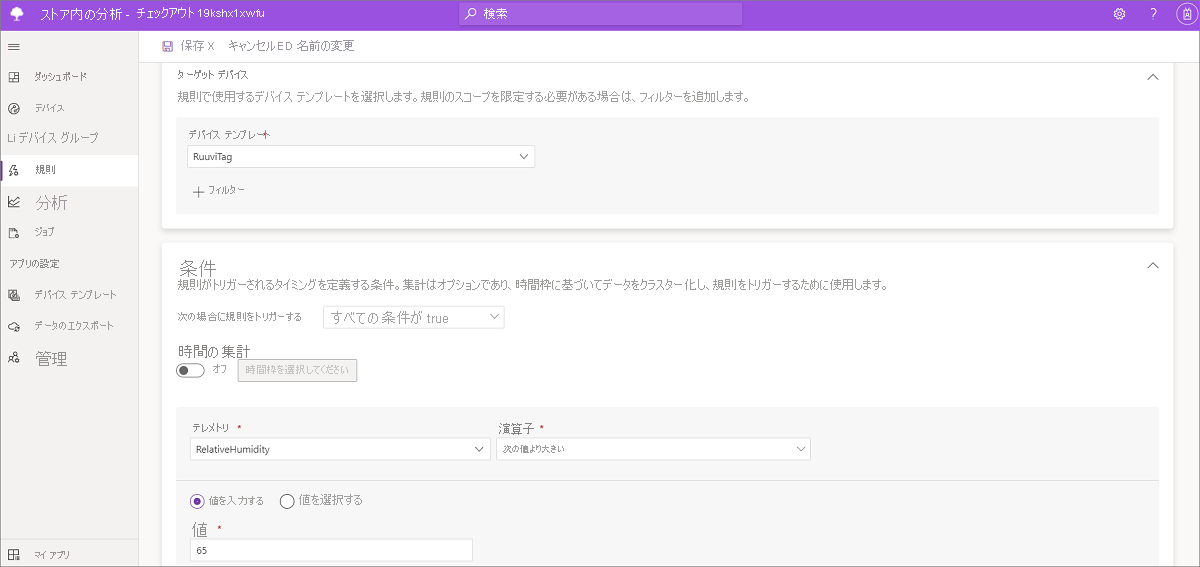 ストア内の分析 - チェックアウト 19kshx1xwfu
検索
?
保存 X キャンセルED 名前の変更
ダッシュボード
デバイス
Li デバイス グループ
規則
分析
ジョブ
アプリの設定
デバイス テンプレート
データのエクスポート
管理
マイ アプリ
ターゲット デバイス
規則で使用するデバイス テンプレートを選択します。規則のスコープを限定する必要がある場合は、フィルターを追加します。
デバイス テンプレート*
RuuviTag
フィルター
条件
規則がトリガーされるタイミングを定義する条件。集計はオプションであり、時間枠に基づいてデータをクラスター化し、規則をトリガーするために使用します。
次の場合に規則をトリガーする すべての 条件が true
時間の 集計
オフ 時間枠を選択してください
テレメトリ * 演算子 *
RelativeHumidity 次の値より大きい
値を入力する 値を選択する
値 *
65